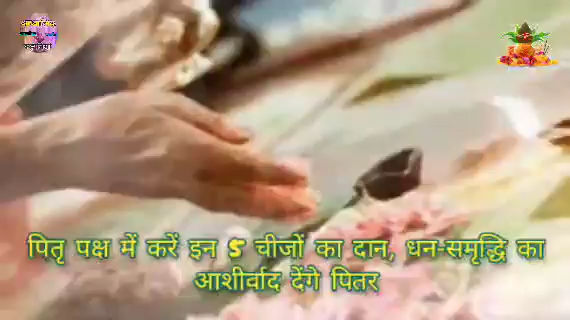 पितृ पक्ष में करें इन 5 चीजों का दान, धन-समृद्धि का
आशीर्वाद देंगे पितर